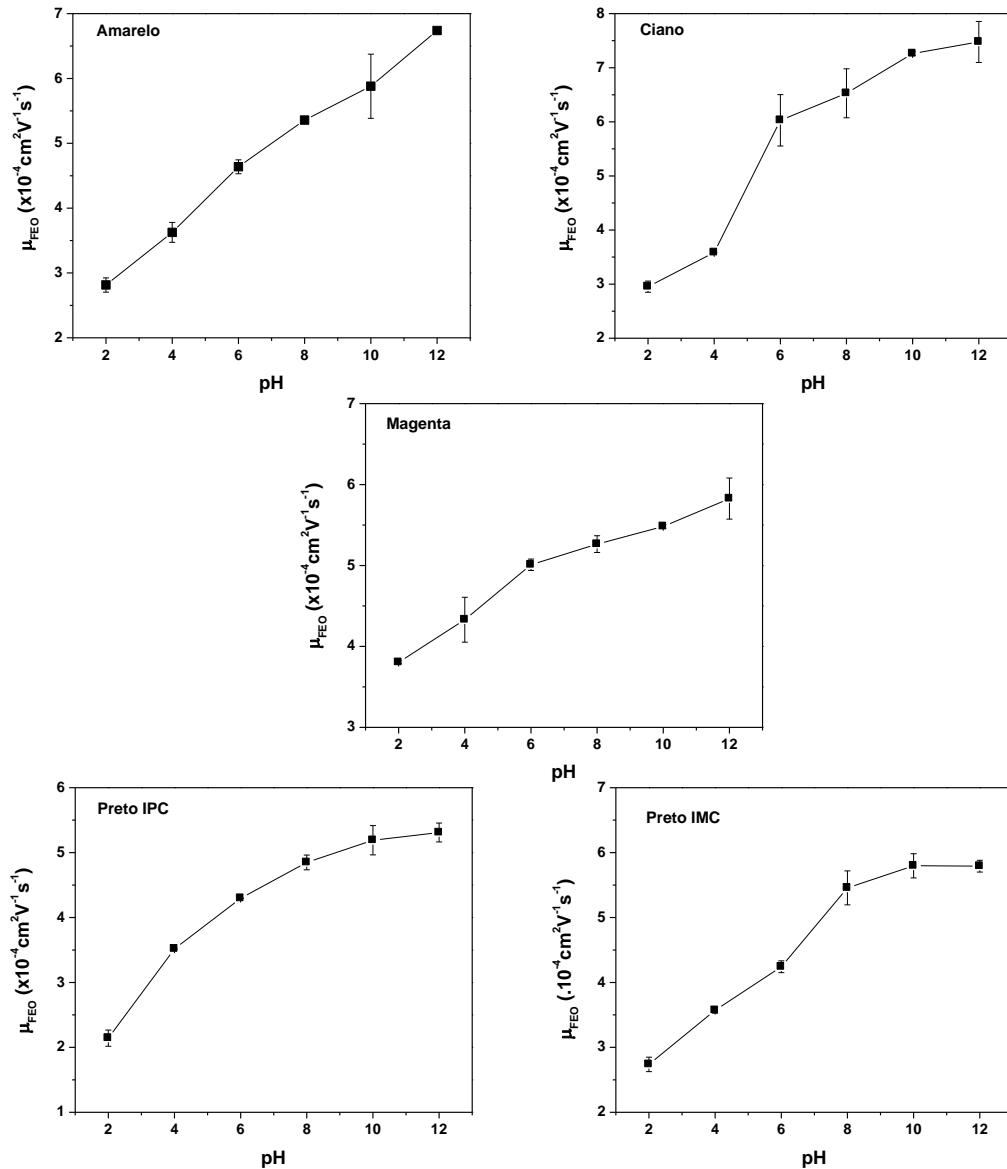 Amarelo
7
6
5
4
3
2
2 4 6 8 10 12
pH
μFEO (x10-4cm2V-1s-1)
Ciano
8
7
6
5
4
3
2
2 4 6 8 10 12
pH
μFEO (x10-4cm2V-1s-1)
Magenta
7
6
5
4
3
2 4 6 8 10 12
pH
μFEO (x10-4cm2V-1s-1)
Preto IPC
6
5
4
3
2
1
2 4 6 8 10 12
pH
μFEO (x10-4cm2V-1s-1)
Preto IMC
7
6
5
4
3
2
2 4 6 8 10 12
pH
μFEO (.10-4cm2V-1s-1)